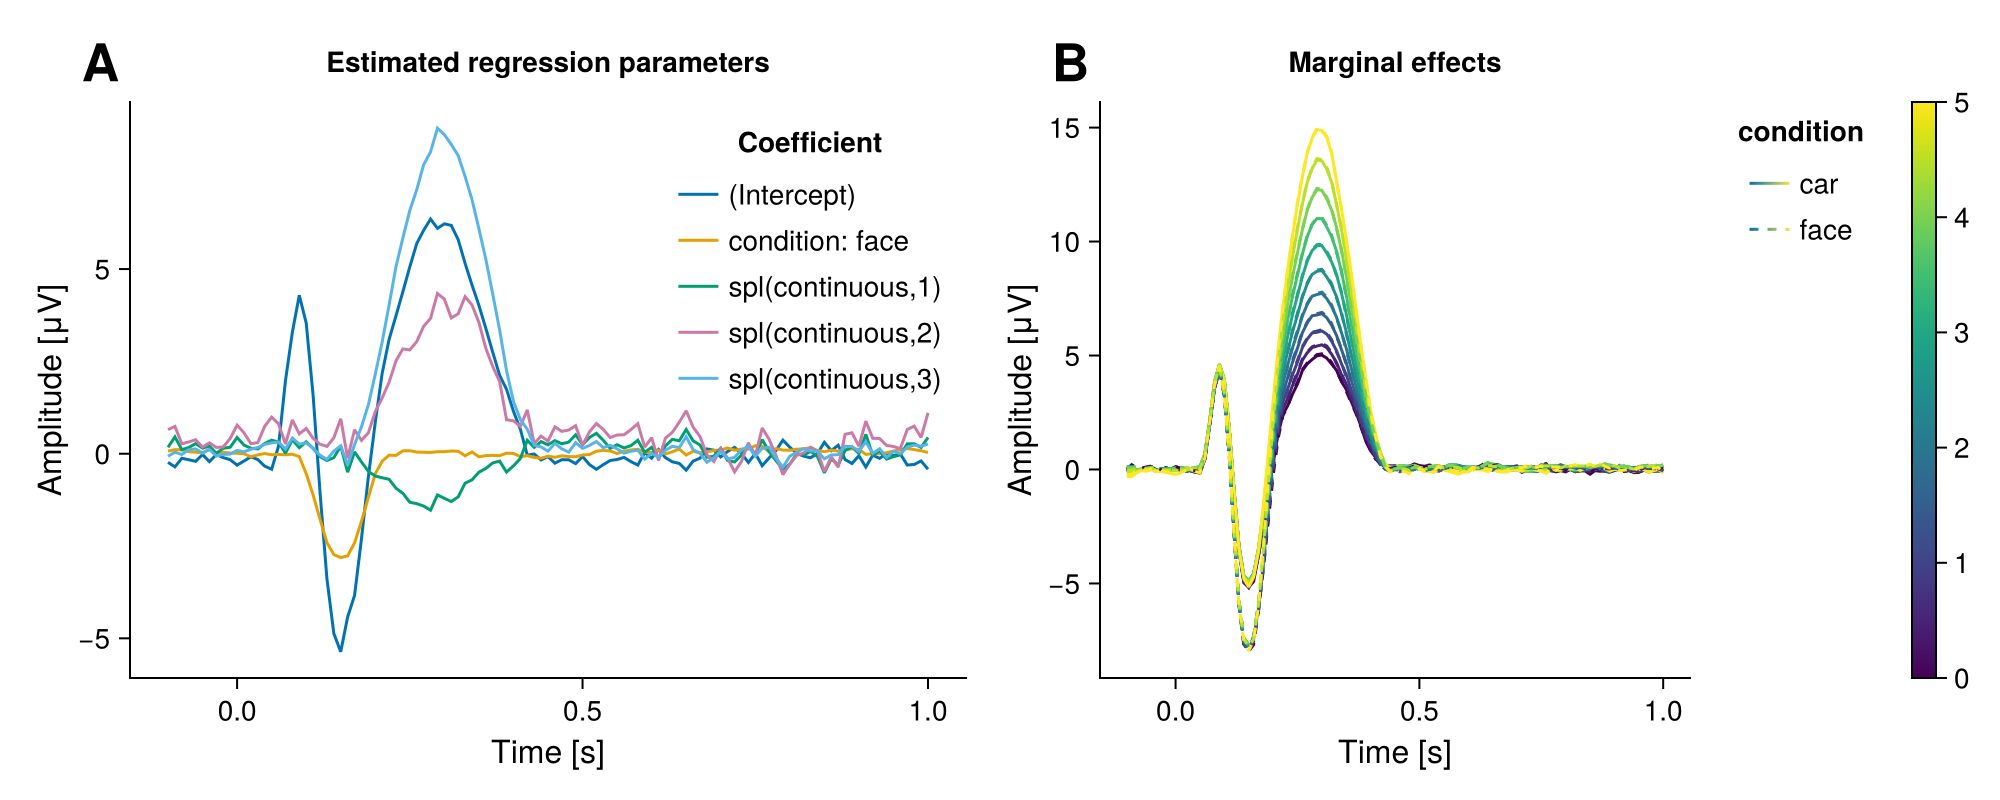 A
Estimated regression parameters
Amplitude [µV]
5
0
−5
0.0
0.5
1.0
Time [s]
Coefficient
(Intercept)
condition: face
spl(continuous,1)
spl(continuous,2)
spl(continuous,3)
B
Marginal effects
Amplitude [µV]
15
10
5
0
−5
0.0
0.5
1.0
Time [s]
condition
car
face
5
4
3
2
1
0